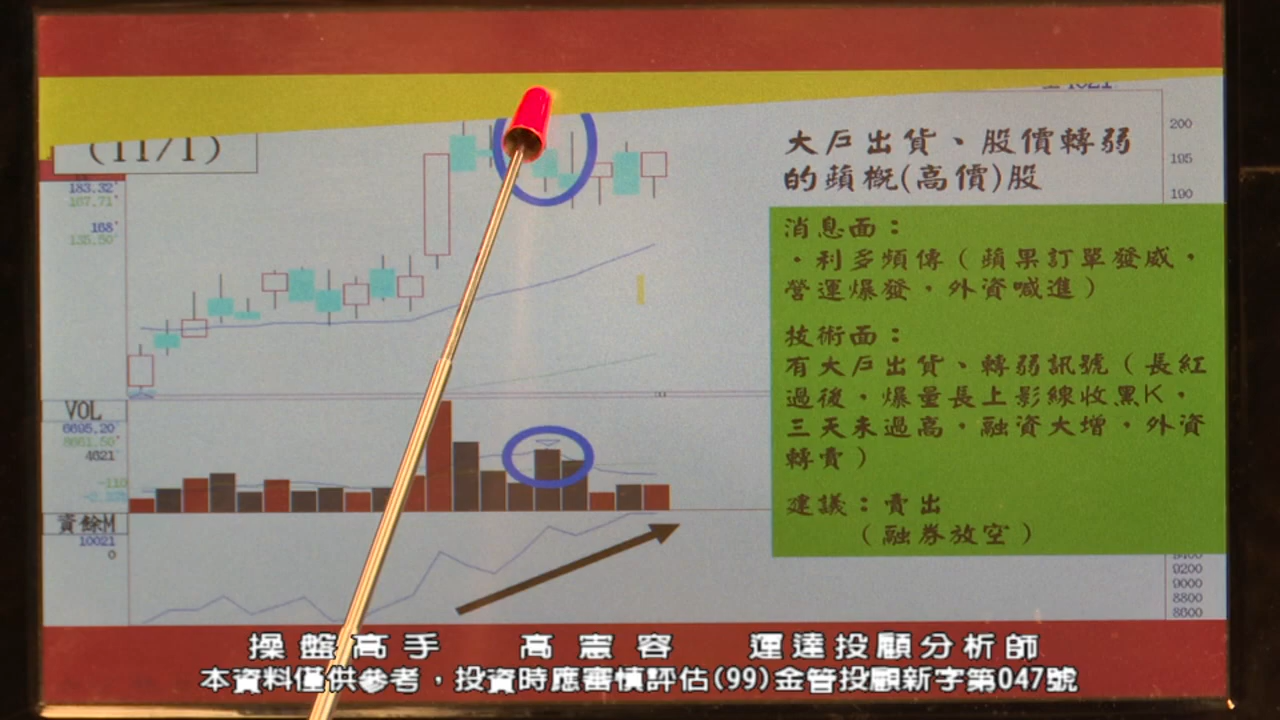 (11/1)
183.32
167.71
168
135.50
200
195
190
大戶出貨、股價轉弱
的蘋概(高價)股
消息面：
．利多頻傳（蘋果訂單發威，
營運爆發，外資喊進）
技術面：
有大戶出貨、轉弱訊號（長紅
過後，爆量長上影線收黑K，
三天未過高，融資大增，外資
轉賣）
建議：賣出
（融券放空）
VOL
6695.20
8661.50
4621
-110
資餘M
10021
0
9200
9000
8800
8600
操盤高手 高憲容 運達投顧分析師
本資料僅供參考，投資時應審慎評估(99)金管投顧新字第047號